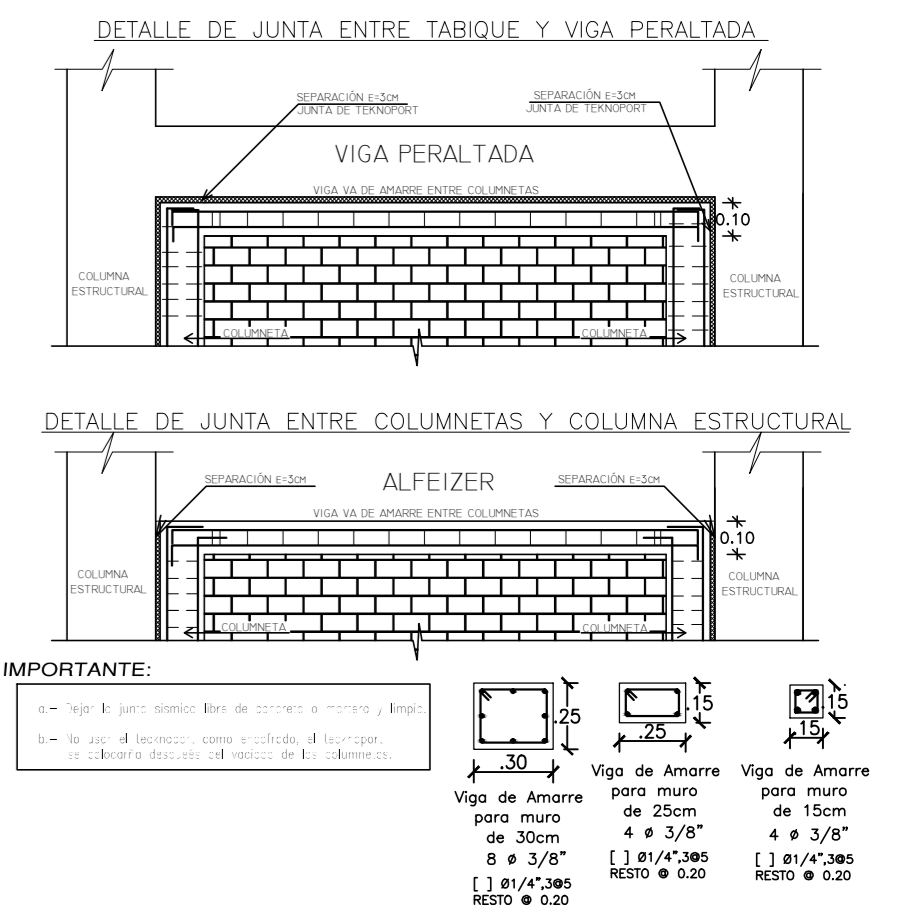 DETALLE DE JUNTA ENTRE TABIQUE Y VIGA PERALTADA
SEPARACIÓN E=3CM
JUNTA DE TEKNOPORT
SEPARACIÓN E=3CM
JUNTA DE TEKNOPORT
VIGA PERALTADA
VIGA VA DE AMARRE ENTRE COLUMNETAS
0.10
COLUMNA
ESTRUCTURAL
COLUMNA
ESTRUCTURAL
COLUMNETA
COLUMNETA
DETALLE DE JUNTA ENTRE COLUMNETAS Y COLUMNA ESTRUCTURAL
SEPARACIÓN E=3CM
ALFEIZER
SEPARACIÓN E=3CM
VIGA VA DE AMARRE ENTRE COLUMNETAS
0.10
COLUMNA
ESTRUCTURAL
COLUMNA
ESTRUCTURAL
COLUMNETA
COLUMNETA
IMPORTANTE:
a.- Dejar la junta sismica libre de concreto o mortero y limpio.
b.- No usar el como encofrado, el
se colocarña después del vaciado de las columnetas.
.25
.30
Viga de Amarre
para muro
de 30cm
8 ø 3/8"
[ ] Ø1/4",3@5
RESTO @ 0.20
.15
.25
Viga de Amarre
para muro
de 25cm
4 ø 3/8"
[ ] Ø1/4",3@5
RESTO @ 0.20
.15
.15
Viga de Amarre
para muro
de 15cm
4 ø 3/8"
[ ] Ø1/4",3@5
RESTO @ 0.20